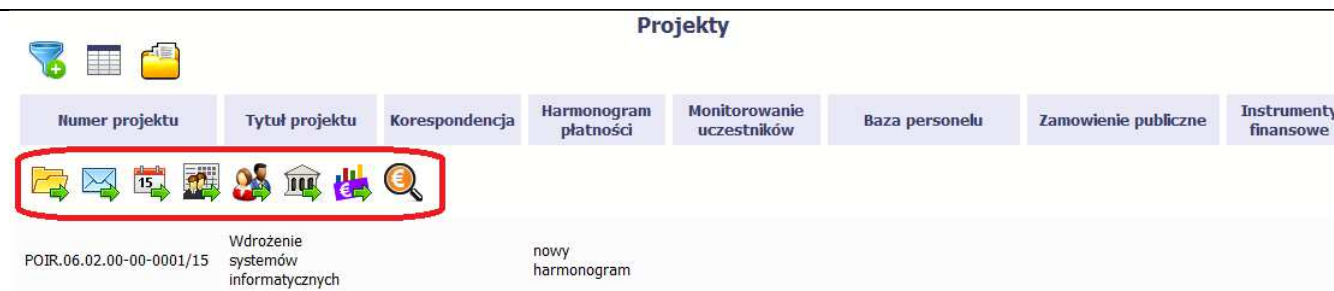 Projekty
Numer projektu
Tytuł projektu
Korespondencja
Harmonogram
płatności
Monitorowanie
uczestników
Baza personelu
Zamowienie publiczne
Instrumenty
finansowe
15
POIR.06.02.00-00-0001/15
Wdrożenie
systemów
informatycznych
nowy
harmonogram